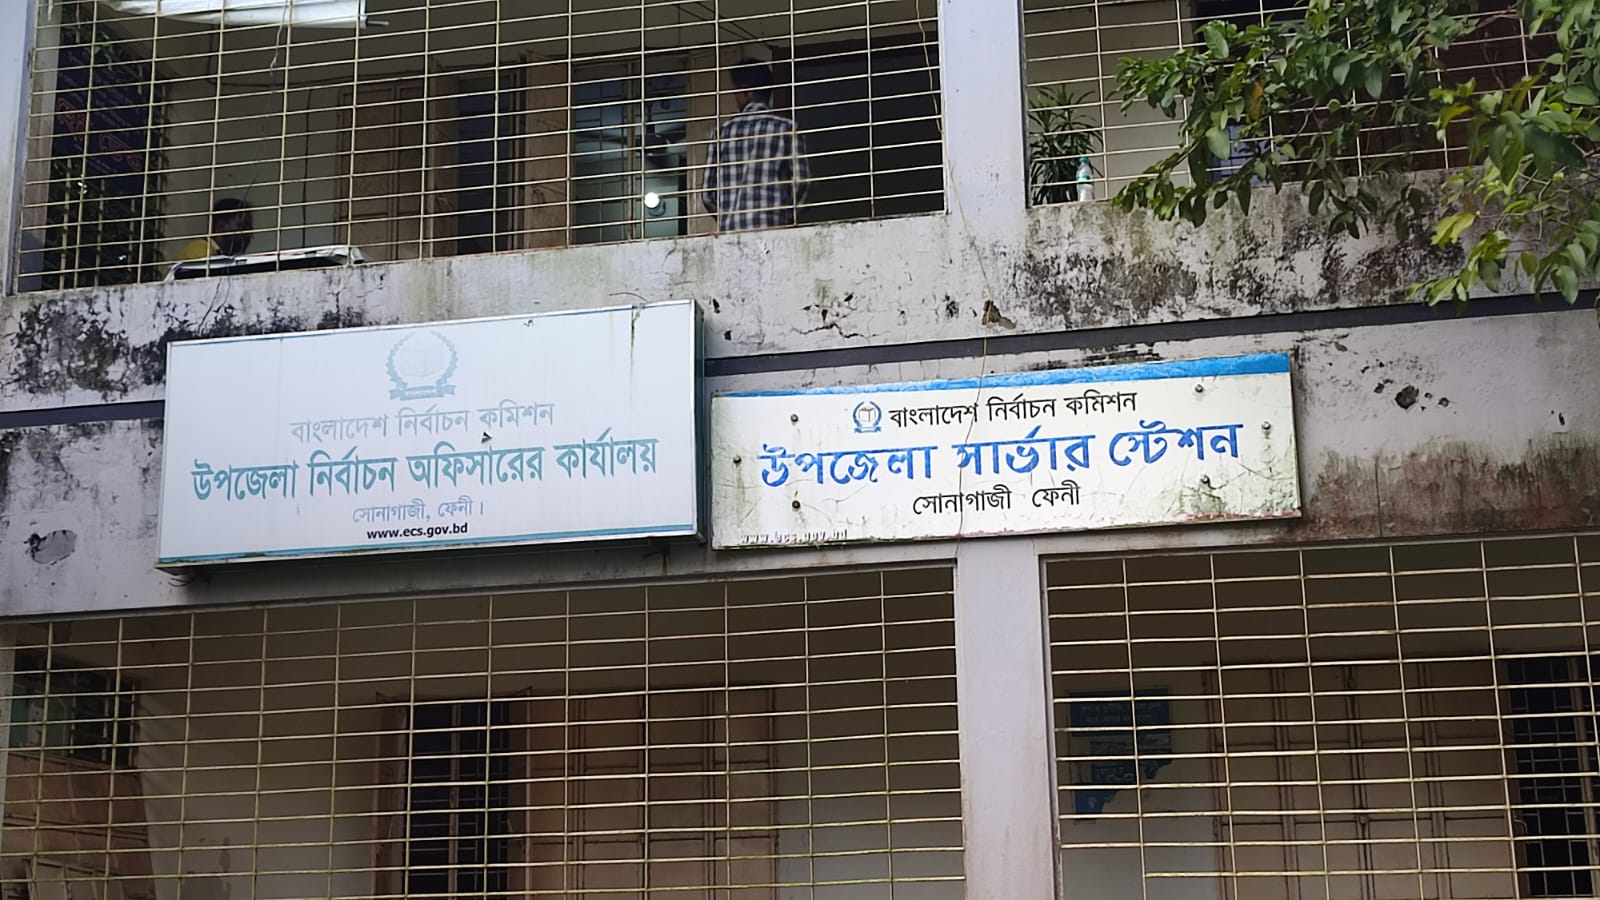 বাংলাদেশ নির্বাচন কমিশন
উপজেলা নির্বাচন অফিসারের কার্যালয়
সোনাগাজী, ফেনী।
www.ecs.gov.bd
বাংলাদেশ নির্বাচন কমিশন
উপজেলা সার্ভার স্টেশন
সোনাগাজী ফেনী